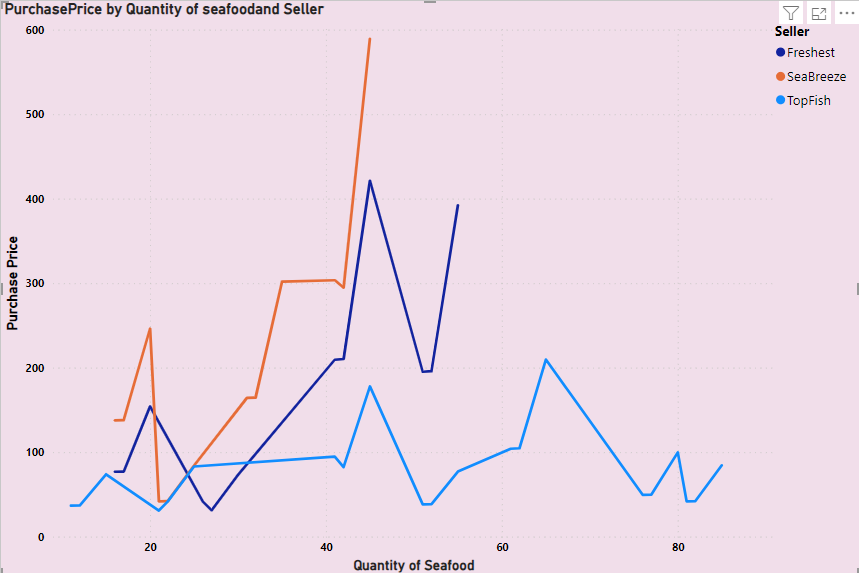 PurchasePrice by Quantity of seafoodand Seller
Seller
Freshest
SeaBreeze
TopFish
600
500
400
300
200
100
0
Purchase Price
20 40 60 80
Quantity of Seafood